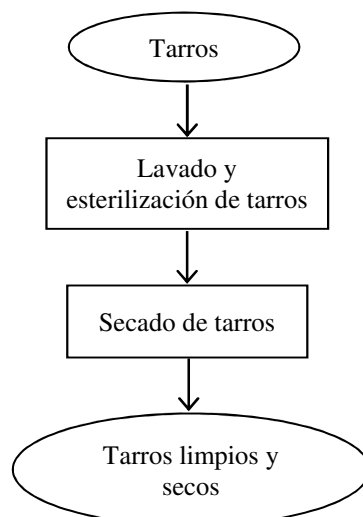 Tarros
Lavado y
esterilización de tarros
Secado de tarros
Tarros limpios y
secos